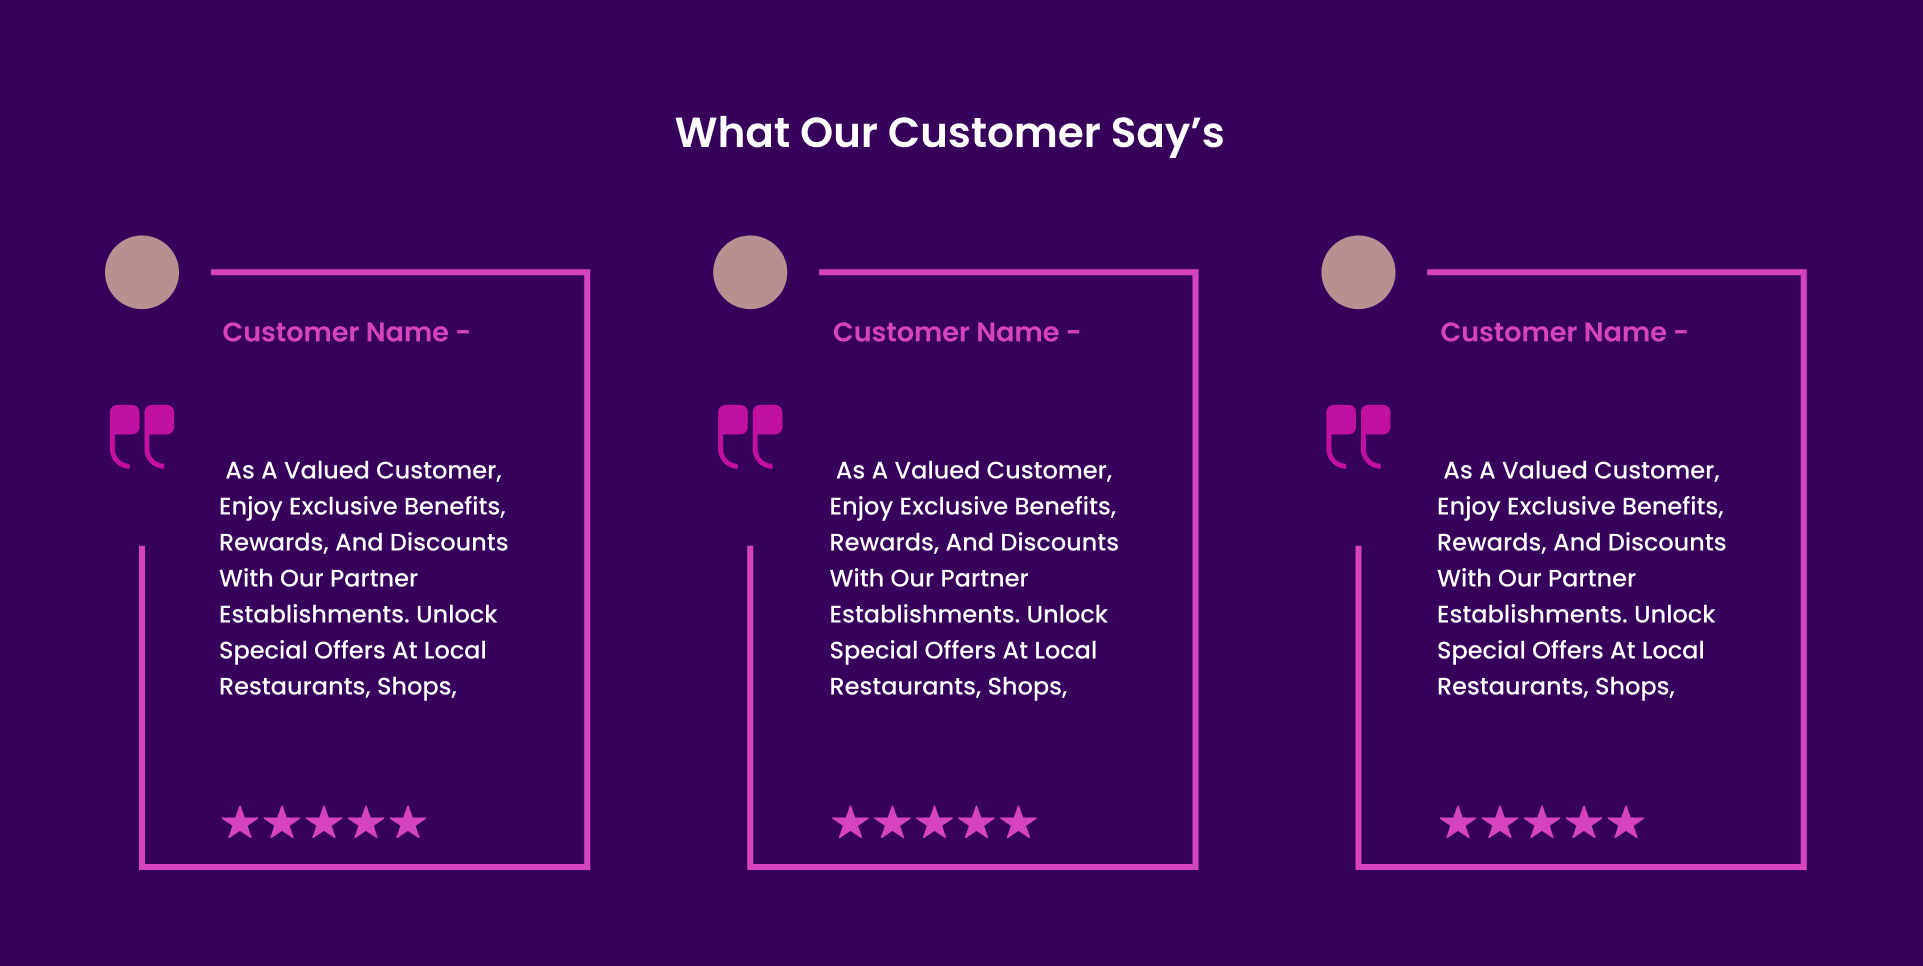 What Our Customer Say’s
Customer Name -
As A Valued Customer,
Enjoy Exclusive Benefits,
Rewards, And Discounts
With Our Partner
Establishments. Unlock
Special Offers At Local
Restaurants, Shops,
Customer Name -
As A Valued Customer,
Enjoy Exclusive Benefits,
Rewards, And Discounts
With Our Partner
Establishments. Unlock
Special Offers At Local
Restaurants, Shops,
Customer Name -
As A Valued Customer,
Enjoy Exclusive Benefits,
Rewards, And Discounts
With Our Partner
Establishments. Unlock
Special Offers At Local
Restaurants, Shops,